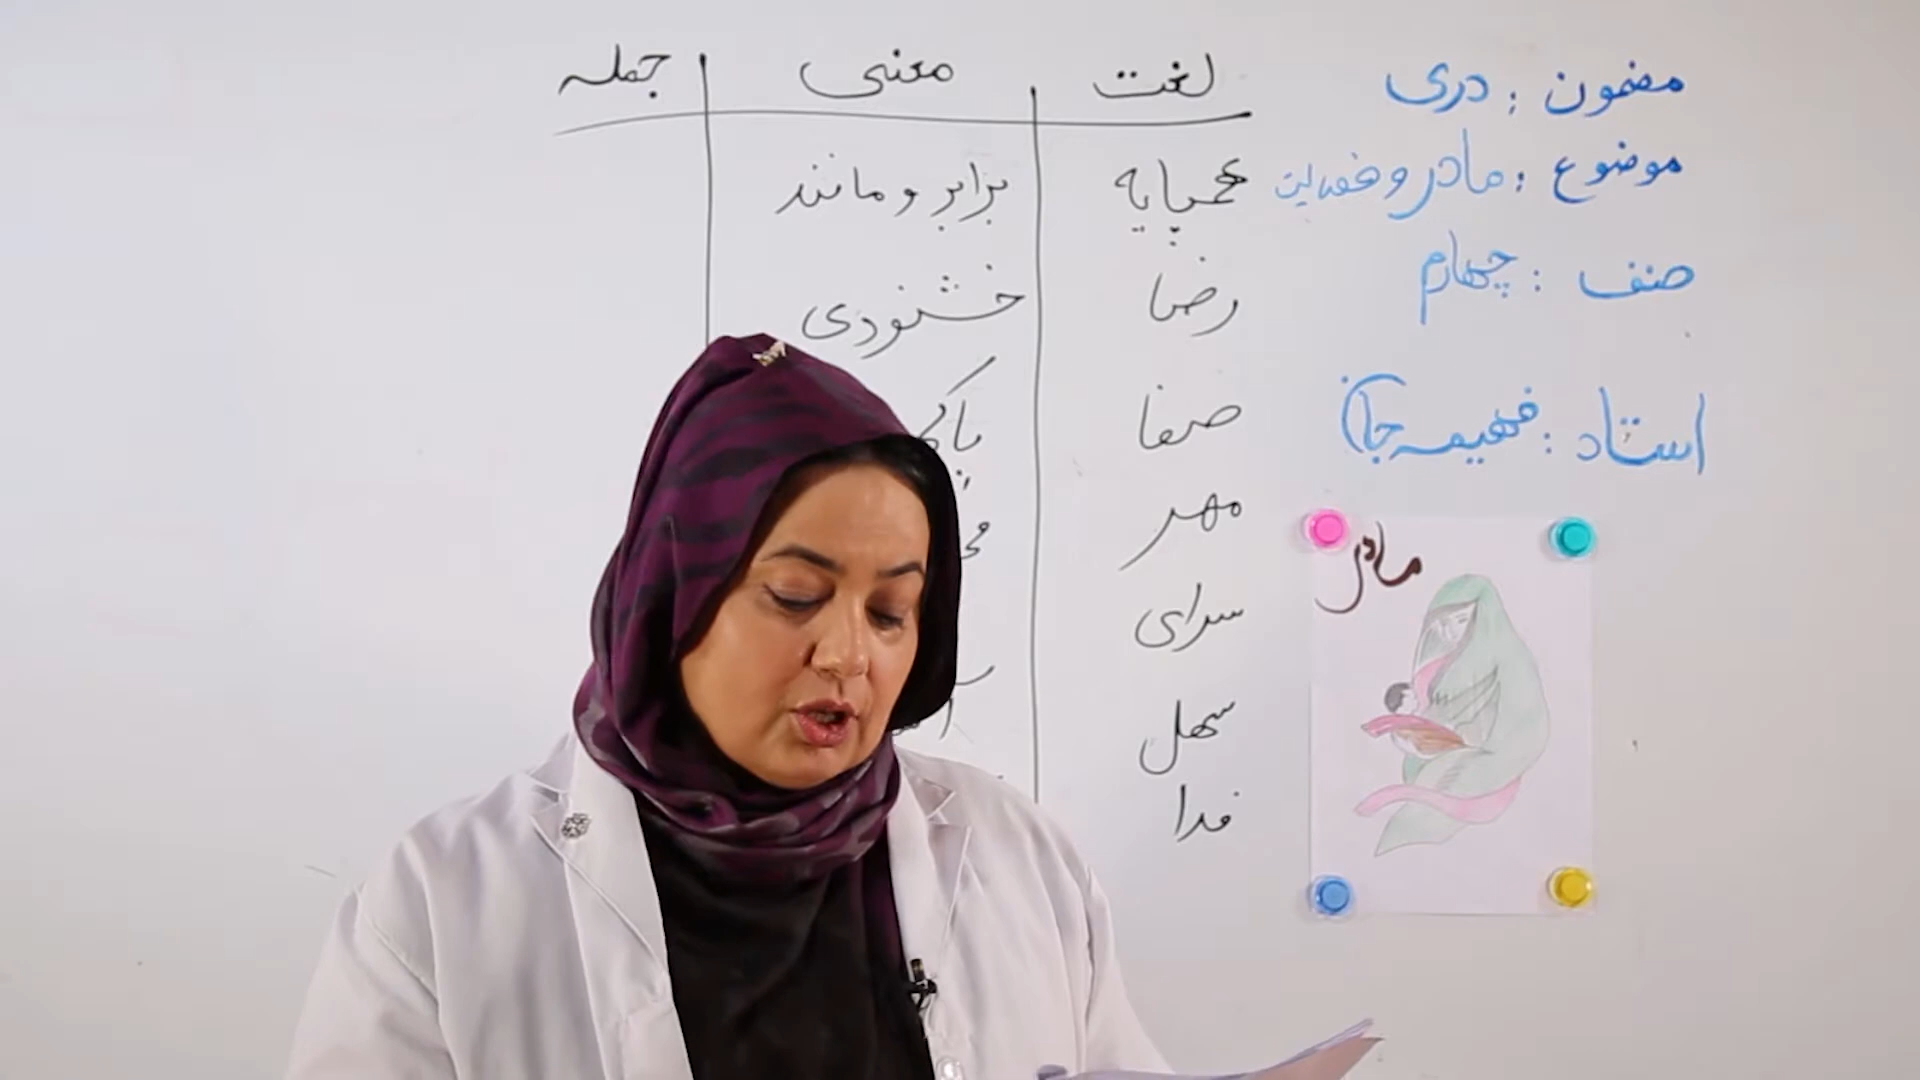 مضمون : دری
موضوع : مادر و فعالیت
صنف : چهارم
استاد : فهیمه جان
مادر
لغت معنی جمله
همپایه برابر و مانند
رضا خشنودی
صفا
مهر
سرای
سهل
فدا